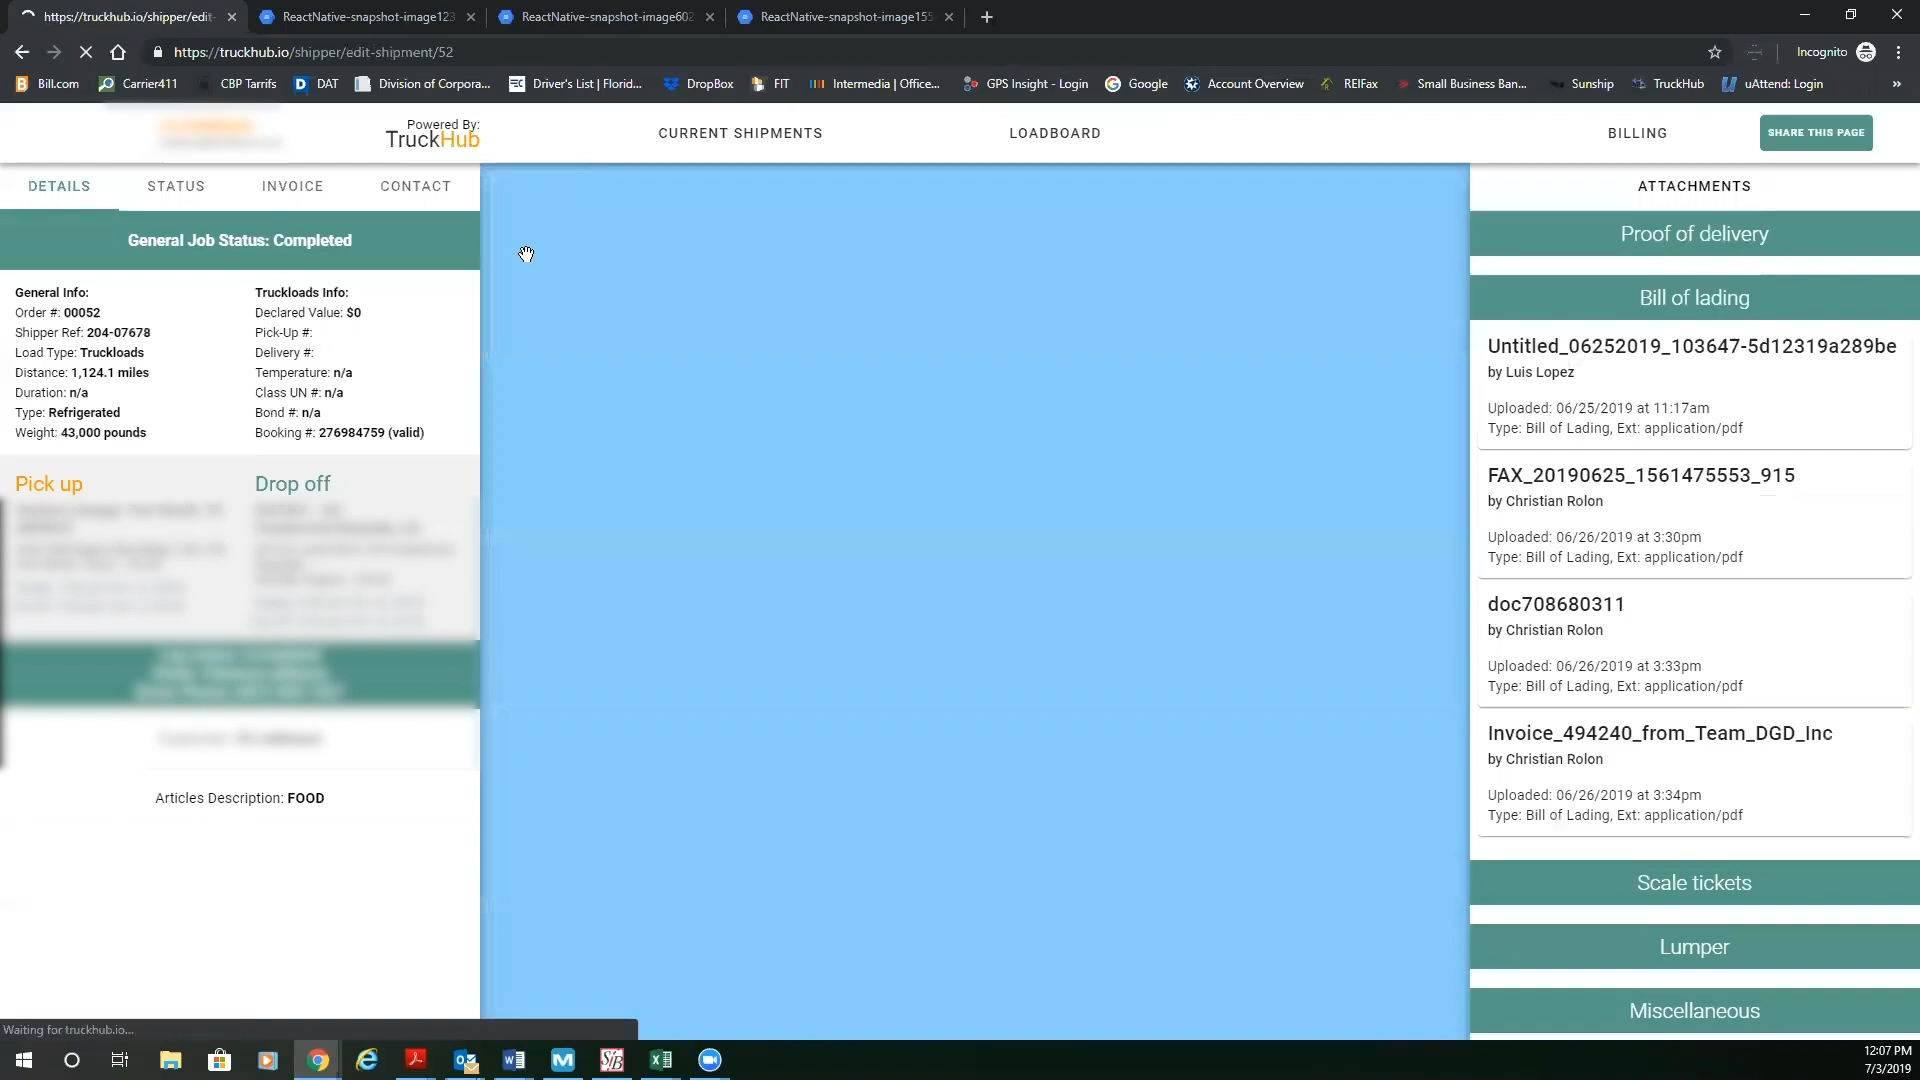 https://truckhub.io/shipper/edit-
ReactNative-snapshot-image123
ReactNative-snapshot-image602
ReactNative-snapshot-image155
https://truckhub.io/shipper/edit-shipment/52
Incognito
Bill.com
Carrier411
CBP Tarrifs
DAT
Division of Corpora...
Driver's List | Florid...
DropBox
FIT
Intermedia | Office...
GPS Insight - Login
Google
Account Overview
REIFax
Small Business Ban...
Sunship
TruckHub
uAttend: Login
Powered By:
TruckHub
CURRENT SHIPMENTS
LOADBOARD
BILLING
SHARE THIS PAGE
DETAILS
STATUS
INVOICE
CONTACT
General Job Status: Completed
General Info:
Order #: 00052
Shipper Ref: 204-07678
Load Type: Truckloads
Distance: 1,124.1 miles
Duration: n/a
Type: Refrigerated
Weight: 43,000 pounds
Truckloads Info:
Declared Value: $0
Pick-Up #:
Delivery #:
Temperature: n/a
Class UN #: n/a
Bond #: n/a
Booking #: 276984759 (valid)
Pick up
Drop off
Articles Description: FOOD
ATTACHMENTS
Proof of delivery
Bill of lading
Untitled_06252019_103647-5d12319a289be
by Luis Lopez
Uploaded: 06/25/2019 at 11:17am
Type: Bill of Lading, Ext: application/pdf
FAX_20190625_1561475553_915
by Christian Rolon
Uploaded: 06/26/2019 at 3:30pm
Type: Bill of Lading, Ext: application/pdf
doc708680311
by Christian Rolon
Uploaded: 06/26/2019 at 3:33pm
Type: Bill of Lading, Ext: application/pdf
Invoice_494240_from_Team_DGD_Inc
by Christian Rolon
Uploaded: 06/26/2019 at 3:34pm
Type: Bill of Lading, Ext: application/pdf
Scale tickets
Lumper
Miscellaneous
Waiting for truckhub.io...
12:07 PM
7/3/2019